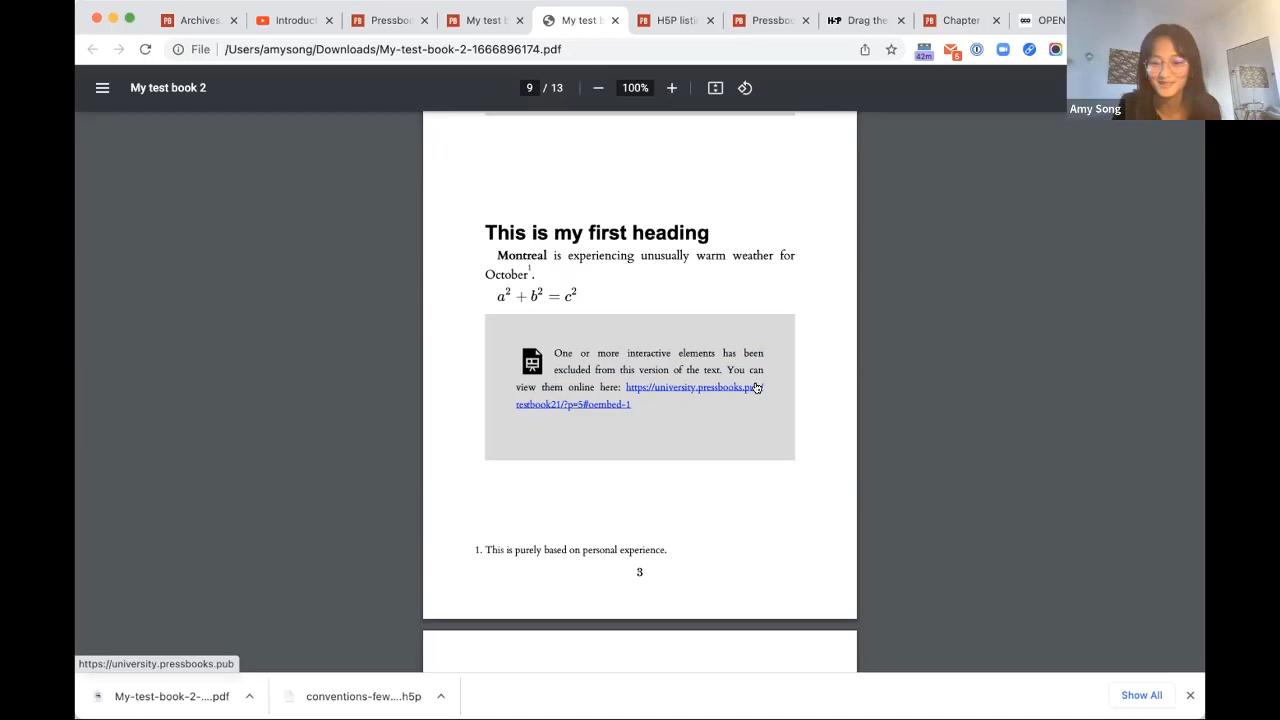 Archives
Introduct
Pressboo
My test b
My test b
H5P listin
Pressboo
H-P Drag the
Chapter
OPEN
File
/Users/amysong/Downloads/My-test-book-2-1666896174.pdf
42m
5
My test book 2
9 / 13
100%
Amy Song
This is my first heading
Montreal is experiencing unusually warm weather for
October1.
a2 + b2 = c2
One or more interactive elements has been
excluded from this version of the text. You can
view them online here: https://university.pressbooks.pub/
testbook21/?p=5#oembed-1
1. This is purely based on personal experience.
3
https://university.pressbooks.pub
My-test-book-2-....pdf
conventions-few....h5p
Show All